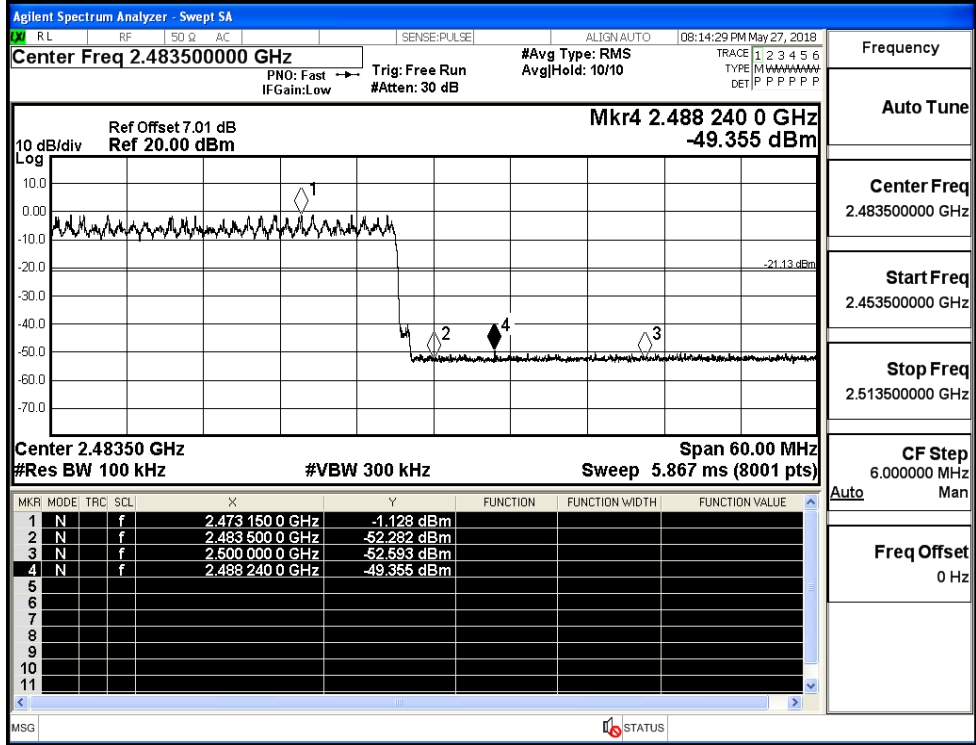 Agilent Spectrum Analyzer - Swept SA
LXI RL RF 50 Ω AC SENSE:PULSE ALIGN AUTO 08:14:29 PM May 27, 2018
Center Freq 2.483500000 GHz
PNO: Fast
IFGain:Low
Trig: Free Run
#Atten: 30 dB
#Avg Type: RMS
Avg|Hold: 10/10
TRACE 1 2 3 4 5 6
TYPE M
DET P P P P P P
Frequency
Auto Tune
Center Freq
2.483500000 GHz
Start Freq
2.453500000 GHz
Stop Freq
2.513500000 GHz
CF Step
6.000000 MHz
Auto Man
Freq Offset
0 Hz
Mkr4 2.488 240 0 GHz
-49.355 dBm
Ref Offset 7.01 dB
10 dB/div Ref 20.00 dBm
Log
10.0
0.00
-10.0
-20.0
-30.0
-40.0
-50.0
-60.0
-70.0
1
2
4
3
-21.13 dBm
Center 2.48350 GHz Span 60.00 MHz
#Res BW 100 kHz #VBW 300 kHz Sweep 5.867 ms (8001 pts)
MKR MODE TRC SCL X Y FUNCTION FUNCTION WIDTH FUNCTION VALUE
1 N f 2.473 150 0 GHz -1.128 dBm
2 N f 2.483 500 0 GHz -52.282 dBm
3 N f 2.500 000 0 GHz -52.593 dBm
4 N f 2.488 240 0 GHz -49.355 dBm
5
6
7
8
9
10
11
MSG STATUS